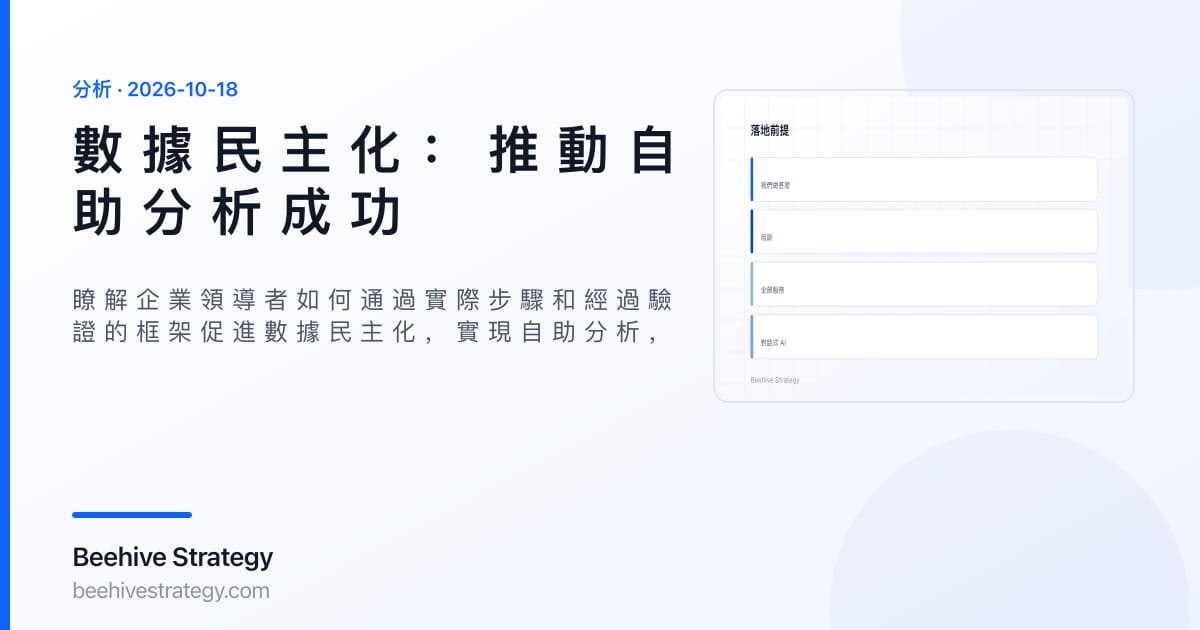 分析 · 2026-10-18
數據民主化： 推動自
助分析成功
瞭解企業領導者如何通過實際步驟和經過驗
證的框架促進數據民主化，實現自助分析，
落地前提
我們做甚麼
培訓
全部服務
對話式 AI
Beehive Strategy
Beehive Strategy
beehivestrategy.com